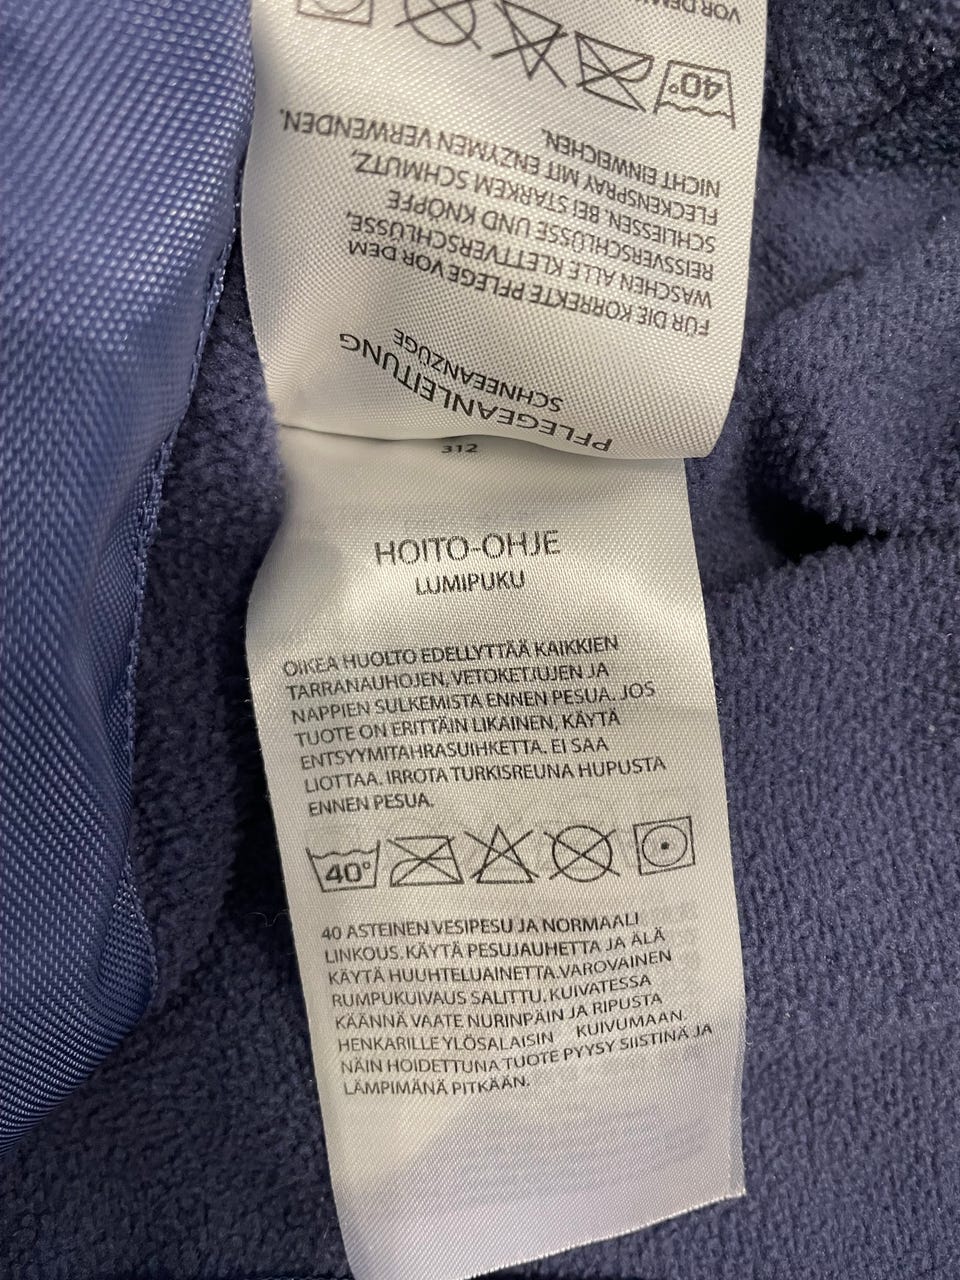 VOR DEM
40°
NICHT EINWEICHEN.
FLECKENSPRAY MIT ENZYMEN VERWENDEN.
SCHLIESSEN. BEI STARKEM SCHMUTZ,
REISSVERSCHLÜSSE UND KNÖPFE
WASCHEN ALLE KLETTVERSCHLÜSSE,
FÜR DIE KORREKTE PFLEGE VOR DEM
SCHNEEANZÜGE
PFLEGEANLEITUNG
312
HOITO-OHJE
LUMIPUKU
OIKEA HUOLTO EDELLYTTÄÄ KAIKKIEN
TARRANAUHOJEN, VETOKETJUJEN JA
NAPPIEN SULKEMISTA ENNEN PESUA. JOS
TUOTE ON ERITTÄIN LIKAINEN, KÄYTÄ
ENTSYYMITAHRASUIHKETTA. EI SAA
LIOTTAA. IRROTA TURKISREUNA HUPUSTA
ENNEN PESUA.
40°
40 ASTEINEN VESIPESU JA NORMAALI
LINKOUS. KÄYTÄ PESUJAUHETTA JA ÄLÄ
KÄYTÄ HUUHTELUAINETTA. VAROVAINEN
RUMPUKUIVAUS SALITTU. KUIVATESSA
KÄÄNNÄ VAATE NURINPÄIN JA RIPUSTA
HENKARILLE YLÖSALAISIN KUIVUMAAN.
NÄIN HOIDETTUNA TUOTE PYYSY SIISTINÄ JA
LÄMPIMÄNÄ PITKÄÄN.